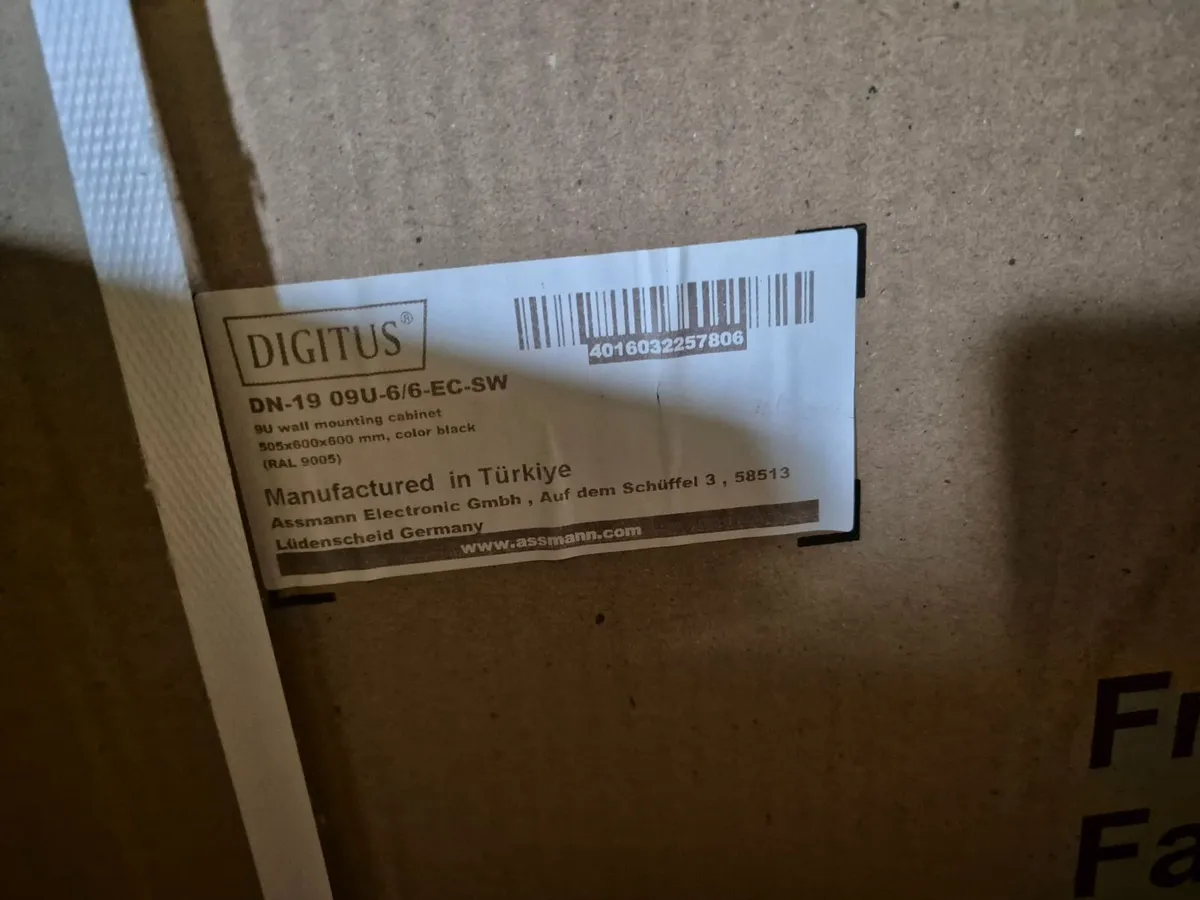 DIGITUS®
4016032257806
DN-19 09U-6/6-EC-SW
9U wall mounting cabinet
505x600x600 mm, color black
(RAL 9005)
Manufactured in Türkiye
Assmann Electronic Gmbh , Auf dem Schüffel 3 , 58513
Lüdenscheid Germany
www.assmann.com